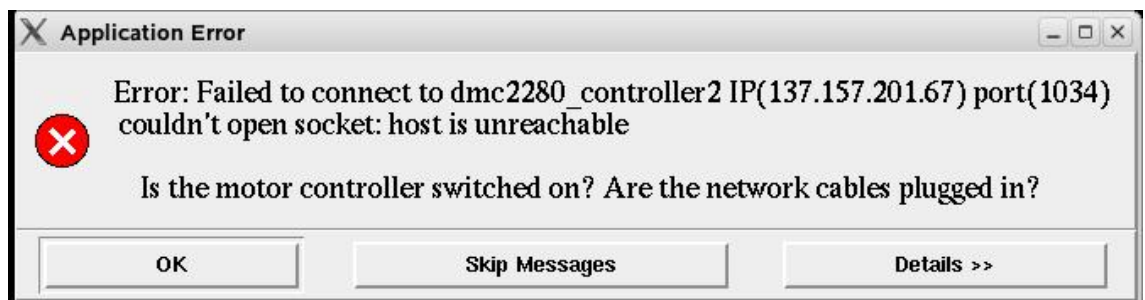 Application Error
Error: Failed to connect to dmc2280_controller2 IP(137.157.201.67) port(1034)
couldn't open socket: host is unreachable
Is the motor controller switched on? Are the network cables plugged in?
OK
Skip Messages
Details >>